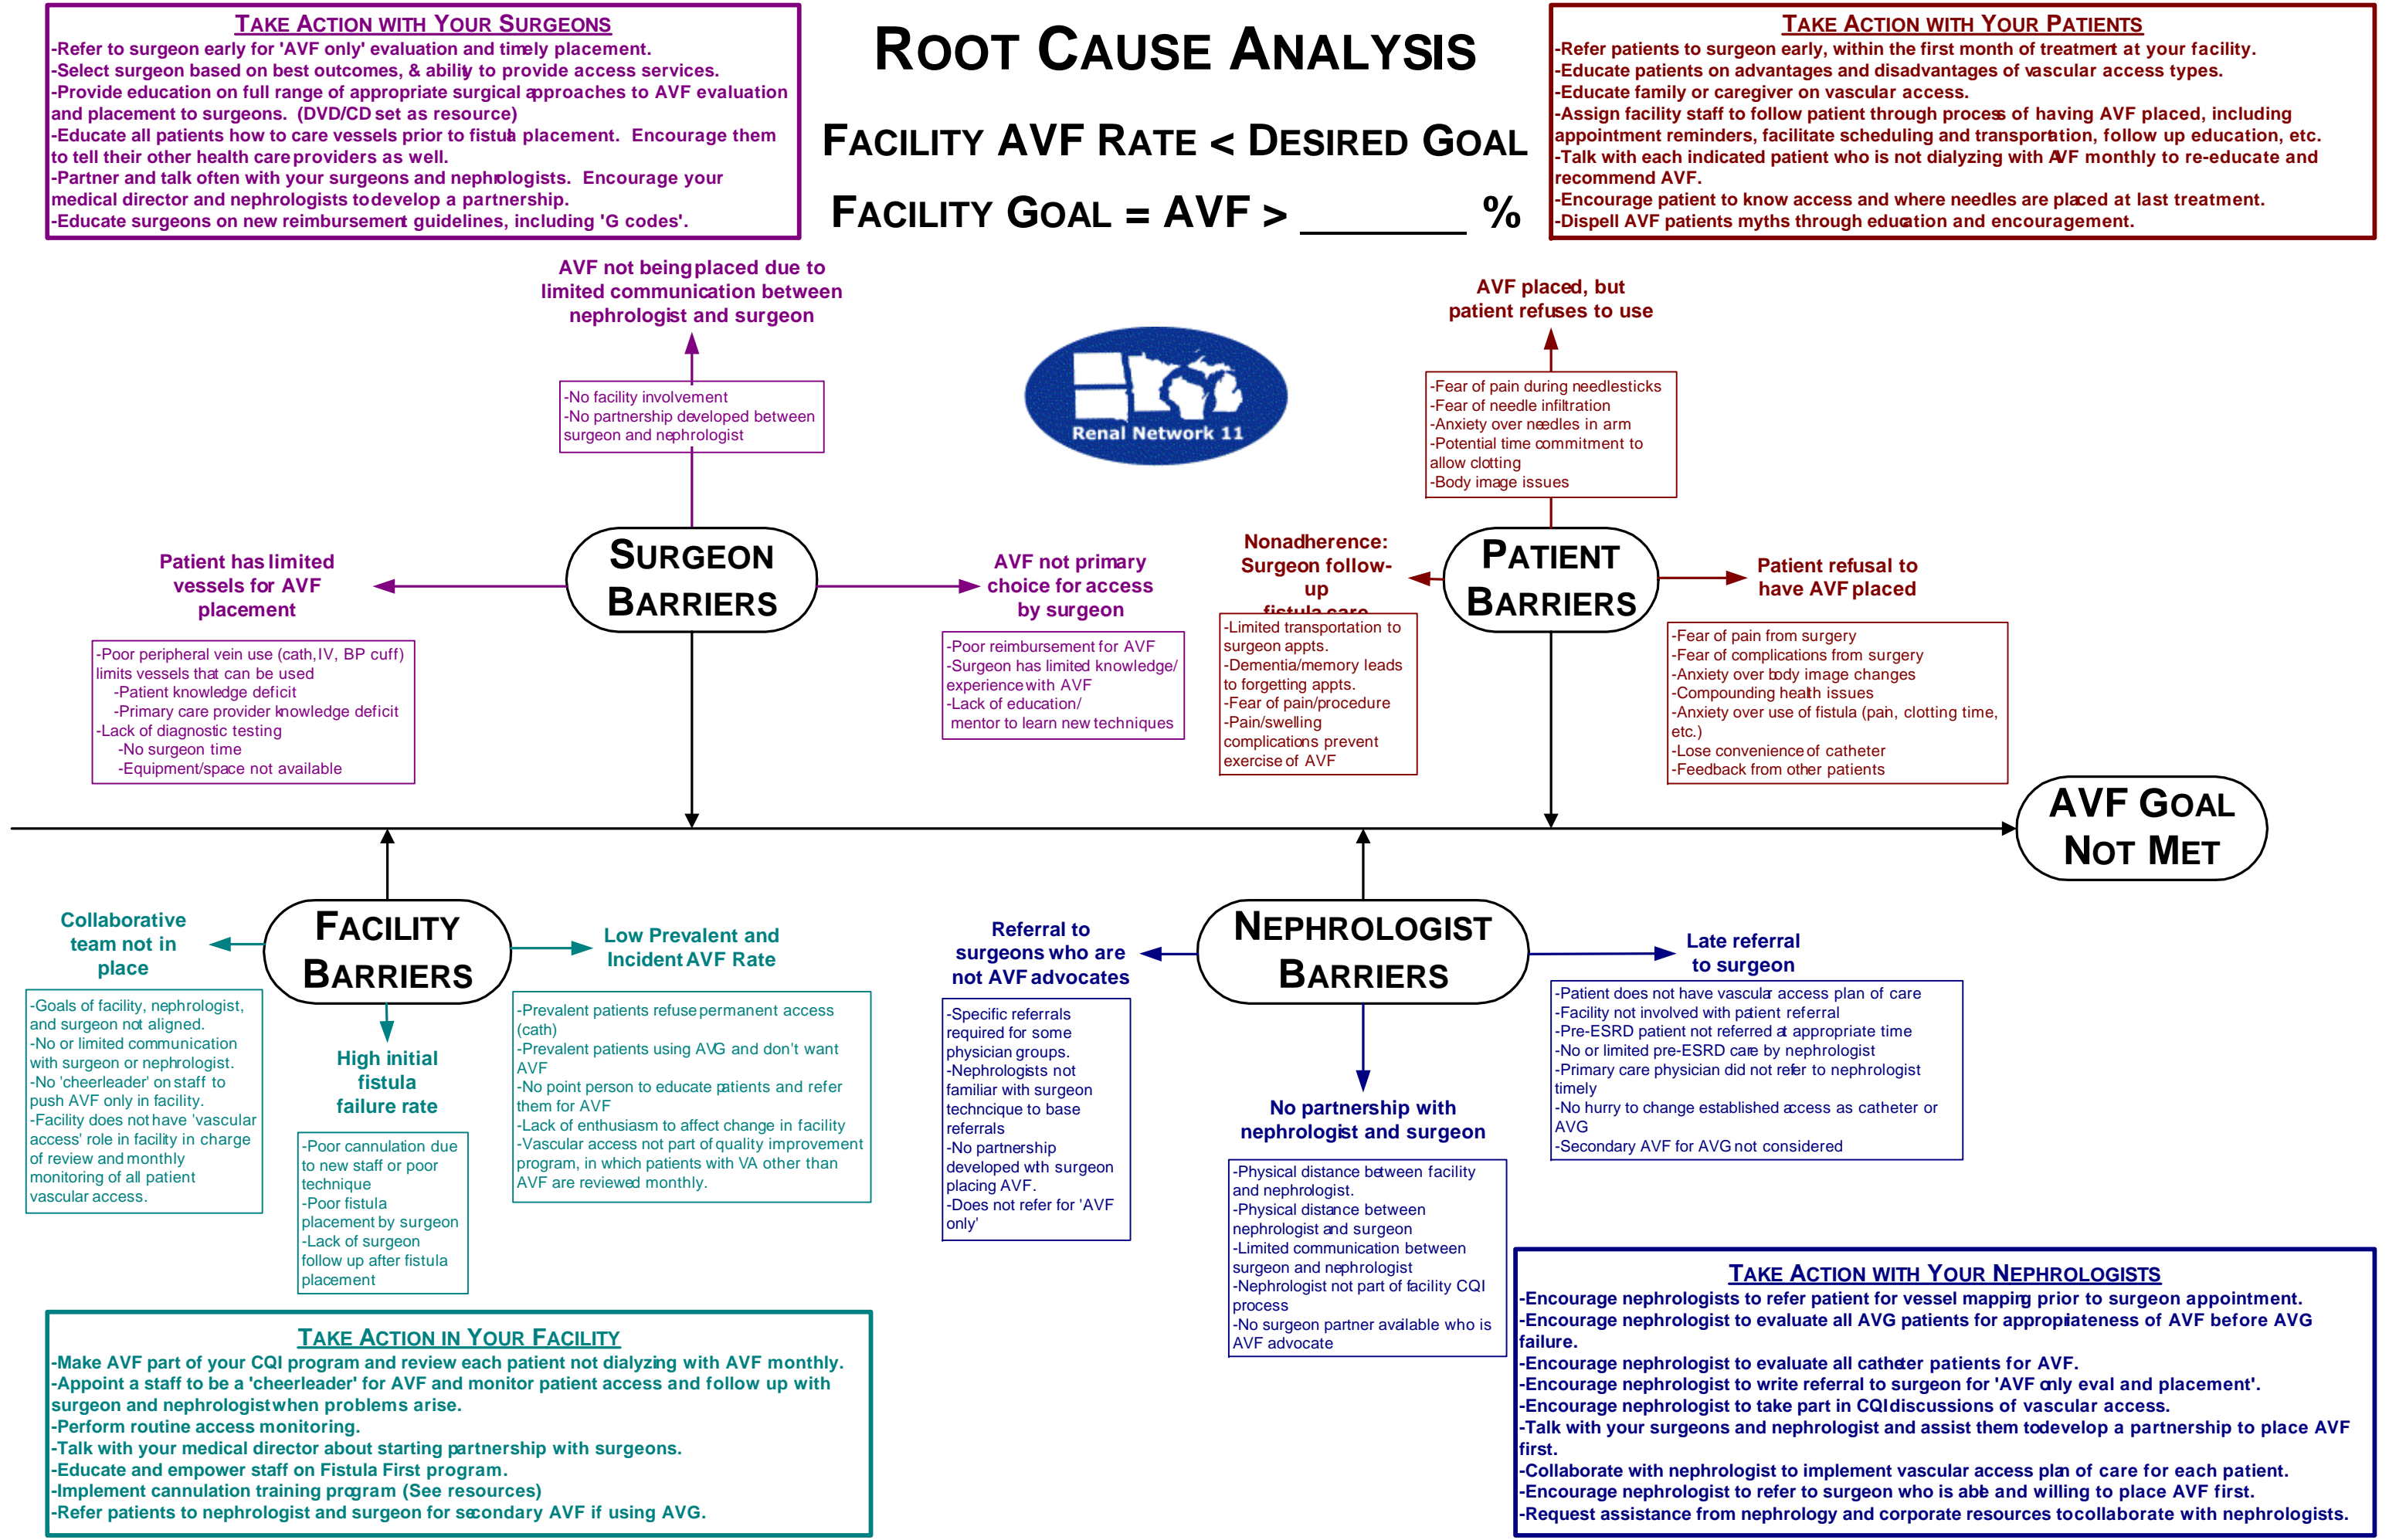 TAKE ACTION WITH YOUR SURGEONS
-Refer to surgeon early for 'AVF only' evaluation and timely placement.
-Select surgeon based on best outcomes, & ability to provide access services.
-Provide education on full range of appropriate surgical approaches to AVF evaluation
and placement to surgeons. (DVD/CD set as resource)
-Educate all patients how to care vessels prior to fistula placement. Encourage them
to tell their other health care providers as well.
-Partner and talk often with your surgeons and nephrologists. Encourage your
medical director and nephrologists to develop a partnership.
-Educate surgeons on new reimbursement guidelines, including 'G codes'.
ROOT CAUSE ANALYSIS
FACILITY AVF RATE < DESIRED GOAL
FACILITY GOAL = AVF > _______ %
TAKE ACTION WITH YOUR PATIENTS
-Refer patients to surgeon early, within the first month of treatment at your facility.
-Educate patients on advantages and disadvantages of vascular access types.
-Educate family or caregiver on vascular access.
-Assign facility staff to follow patient through process of having AVF placed, including
appointment reminders, facilitate scheduling and transportation, follow up education, etc.
-Talk with each indicated patient who is not dialyzing with AVF monthly to re-educate and
recommend AVF.
-Encourage patient to know access and where needles are placed at last treatment.
-Dispell AVF patients myths through education and encouragement.
AVF not being placed due to
limited communication between
nephrologist and surgeon
-No facility involvement
-No partnership developed between
surgeon and nephrologist
Renal Network 11
AVF placed, but
patient refuses to use
-Fear of pain during needlesticks
-Fear of needle infiltration
-Anxiety over needles in arm
-Potential time commitment to
allow clotting
-Body image issues
Patient has limited
vessels for AVF
placement
SURGEON
BARRIERS
AVF not primary
choice for access
by surgeon
Nonadherence:
Surgeon follow-
up
fistula care
PATIENT
BARRIERS
Patient refusal to
have AVF placed
-Poor peripheral vein use (cath,IV, BP cuff)
limits vessels that can be used
-Patient knowledge deficit
-Primary care provider knowledge deficit
-Lack of diagnostic testing
-No surgeon time
-Equipment/space not available
-Poor reimbursement for AVF
-Surgeon has limited knowledge/
experience with AVF
-Lack of education/
mentor to learn new techniques
-Limited transportation to
surgeon appts.
-Dementia/memory leads
to forgetting appts.
-Fear of pain/procedure
-Pain/swelling
complications prevent
exercise of AVF
-Fear of pain from surgery
-Fear of complications from surgery
-Anxiety over body image changes
-Compounding health issues
-Anxiety over use of fistula (pain, clotting time,
etc.)
-Lose convenience of catheter
-Feedback from other patients
AVF GOAL
NOT MET
Collaborative
team not in
place
FACILITY
BARRIERS
Low Prevalent and
Incident AVF Rate
-Goals of facility, nephrologist,
and surgeon not aligned.
-No or limited communication
with surgeon or nephrologist.
-No 'cheerleader' on staff to
push AVF only in facility.
-Facility does not have 'vascular
access' role in facility in charge
of review and monthly
monitoring of all patient
vascular access.
High initial
fistula
failure rate
-Poor cannulation due
to new staff or poor
technique
-Poor fistula
placement by surgeon
-Lack of surgeon
follow up after fistula
placement
-Prevalent patients refuse permanent access
(cath)
-Prevalent patients using AVG and don't want
AVF
-No point person to educate patients and refer
them for AVF
-Lack of enthusiasm to affect change in facility
-Vascular access not part of quality improvement
program, in which patients with VA other than
AVF are reviewed monthly.
Referral to
surgeons who are
not AVF advocates
NEPHROLOGIST
BARRIERS
Late referral
to surgeon
-Specific referrals
required for some
physician groups.
-Nephrologists not
familiar with surgeon
techncique to base
referrals
-No partnership
developed wth surgeon
placing AVF.
-Does not refer for 'AVF
only'
No partnership with
nephrologist and surgeon
-Physical distance between facility
and nephrologist.
-Physical distance between
nephrologist and surgeon
-Limited communication between
surgeon and nephrologist
-Nephrologist not part of facility CQI
process
-No surgeon partner available who is
AVF advocate
-Patient does not have vascular access plan of care
-Facility not involved with patient referral
-Pre-ESRD patient not referred at appropriate time
-No or limited pre-ESRD care by nephrologist
-Primary care physician did not refer to nephrologist
timely
-No hurry to change established access as catheter or
AVG
-Secondary AVF for AVG not considered
TAKE ACTION IN YOUR FACILITY
-Make AVF part of your CQI program and review each patient not dialyzing with AVF monthly.
-Appoint a staff to be a 'cheerleader' for AVF and monitor patient access and follow up with
surgeon and nephrologist when problems arise.
-Perform routine access monitoring.
-Talk with your medical director about starting partnership with surgeons.
-Educate and empower staff on Fistula First program.
-Implement cannulation training program (See resources)
-Refer patients to nephrologist and surgeon for secondary AVF if using AVG.
TAKE ACTION WITH YOUR NEPHROLOGISTS
-Encourage nephrologists to refer patient for vessel mapping prior to surgeon appointment.
-Encourage nephrologist to evaluate all AVG patients for appropriateness of AVF before AVG
failure.
-Encourage nephrologist to evaluate all catheter patients for AVF.
-Encourage nephrologist to write referral to surgeon for 'AVF only eval and placement'.
-Encourage nephrologist to take part in CQI discussions of vascular access.
-Talk with your surgeons and nephrologist and assist them to develop a partnership to place AVF
first.
-Collaborate with nephrologist to implement vascular access plan of care for each patient.
-Encourage nephrologist to refer to surgeon who is able and willing to place AVF first.
-Request assistance from nephrology and corporate resources to collaborate with nephrologists.